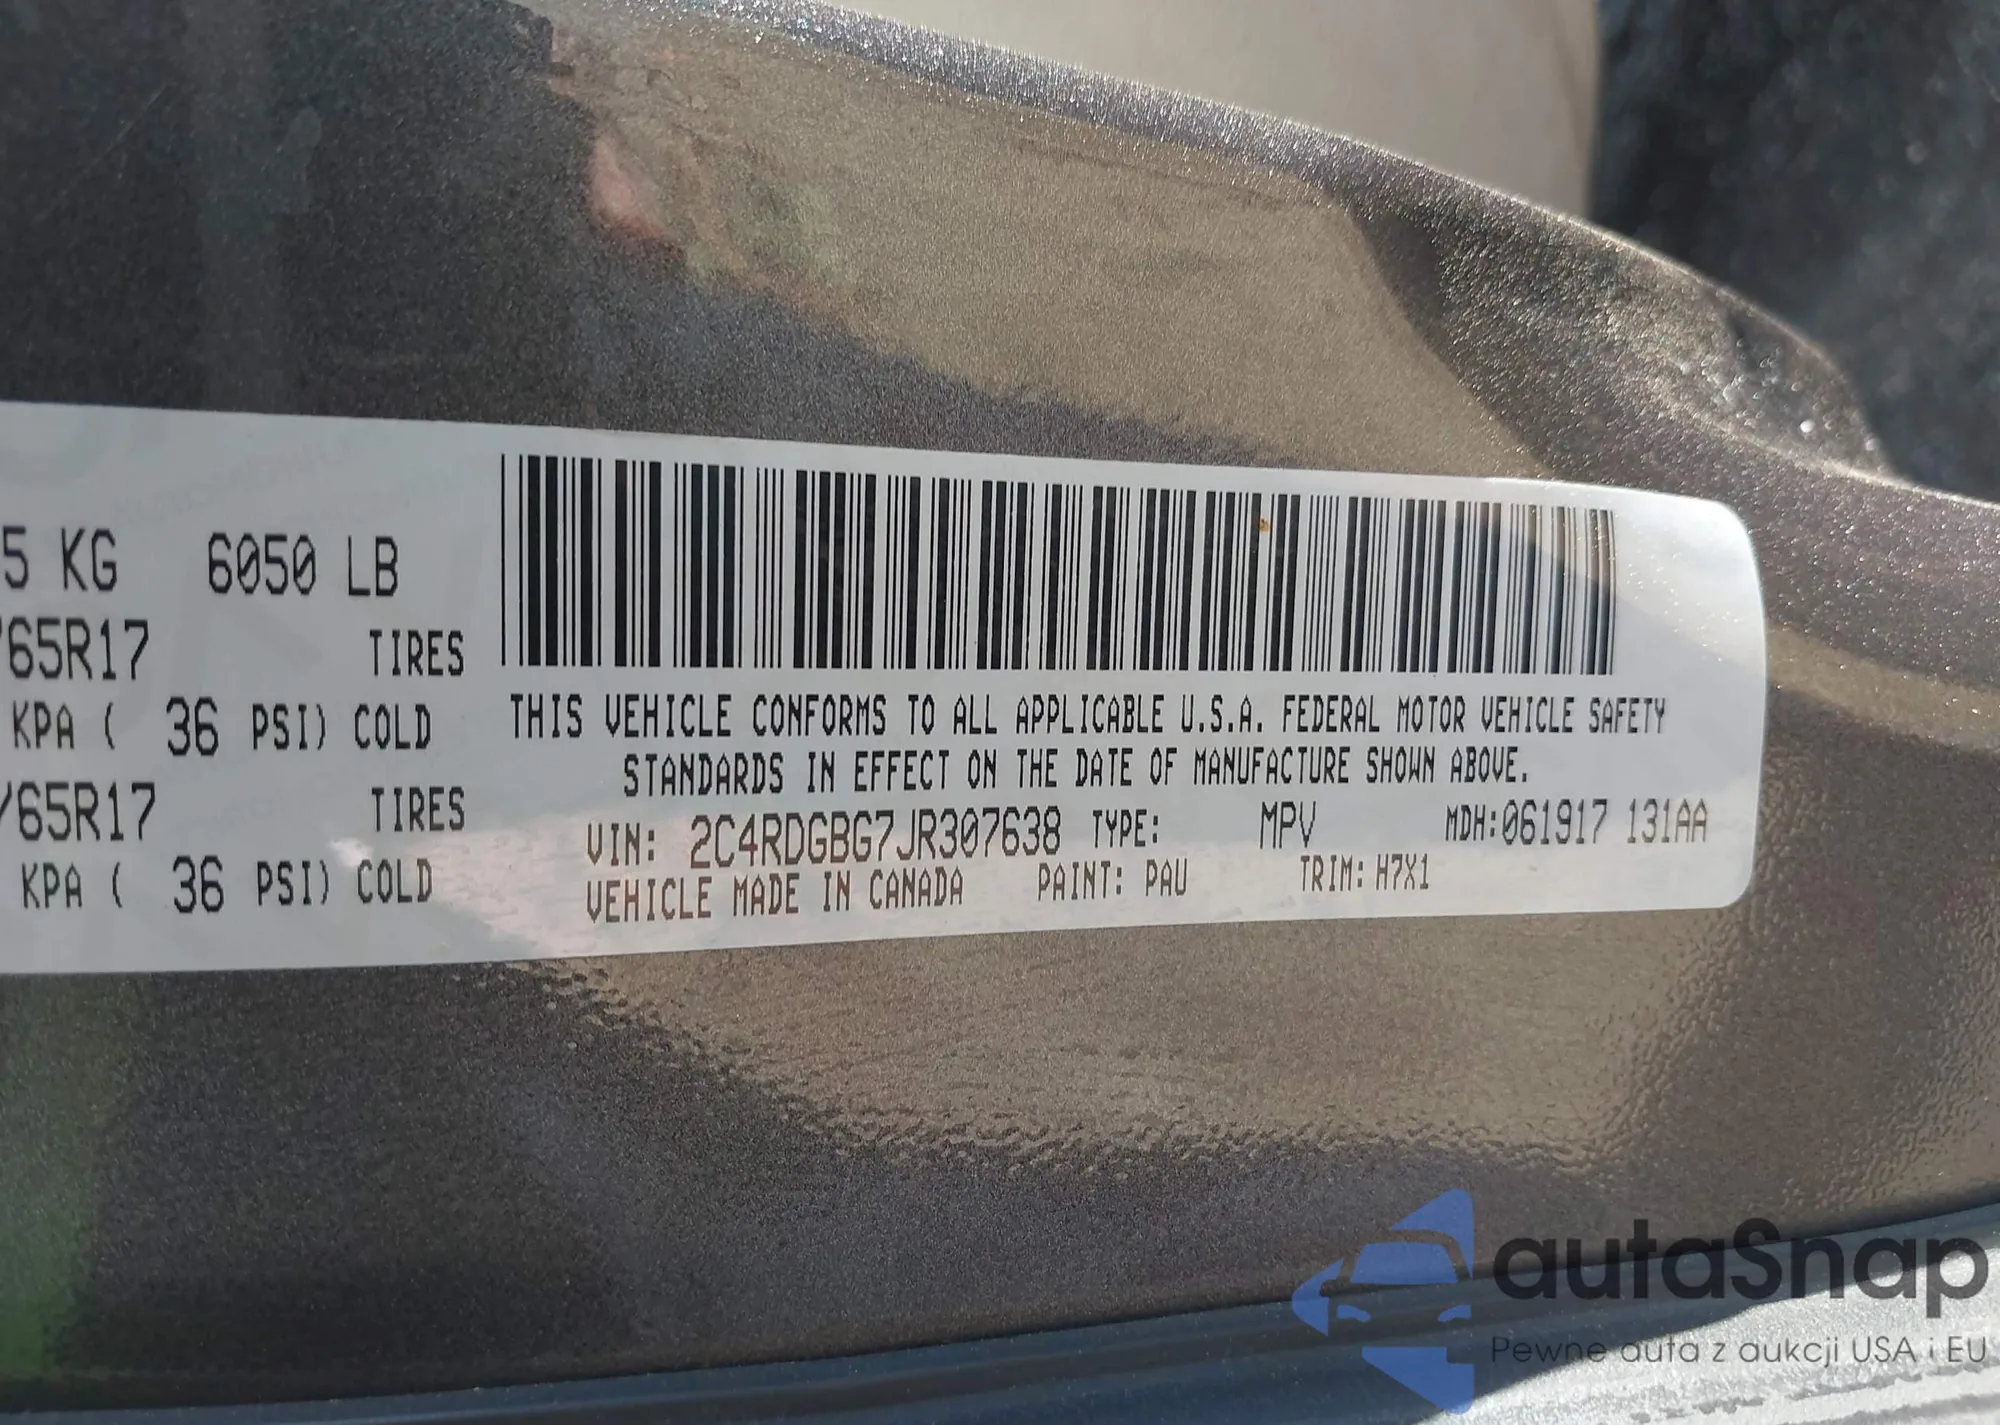 5 KG 6050 LB
/65R17 TIRES
KPA ( 36 PSI) COLD
/65R17 TIRES
KPA ( 36 PSI) COLD
THIS VEHICLE CONFORMS TO ALL APPLICABLE U.S.A. FEDERAL MOTOR VEHICLE SAFETY
STANDARDS IN EFFECT ON THE DATE OF MANUFACTURE SHOWN ABOVE.
VIN: 2C4RDGBG7JR307638 TYPE: MPV MDH:061917 131AA
VEHICLE MADE IN CANADA PAINT: PAU TRIM: H7X1
autaSnap
Pewne auta z aukcji USA i EU